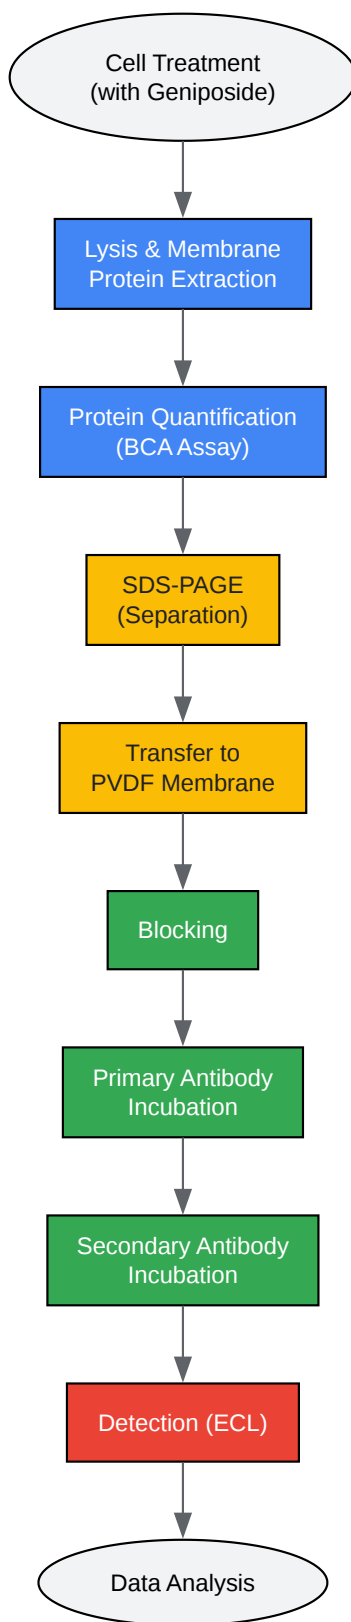 Cell Treatment
(with Geniposide)
Lysis & Membrane
Protein Extraction
Protein Quantification
(BCA Assay)
SDS-PAGE
(Separation)
Transfer to
PVDF Membrane
Blocking
Primary Antibody
Incubation
Secondary Antibody
Incubation
Detection (ECL)
Data Analysis